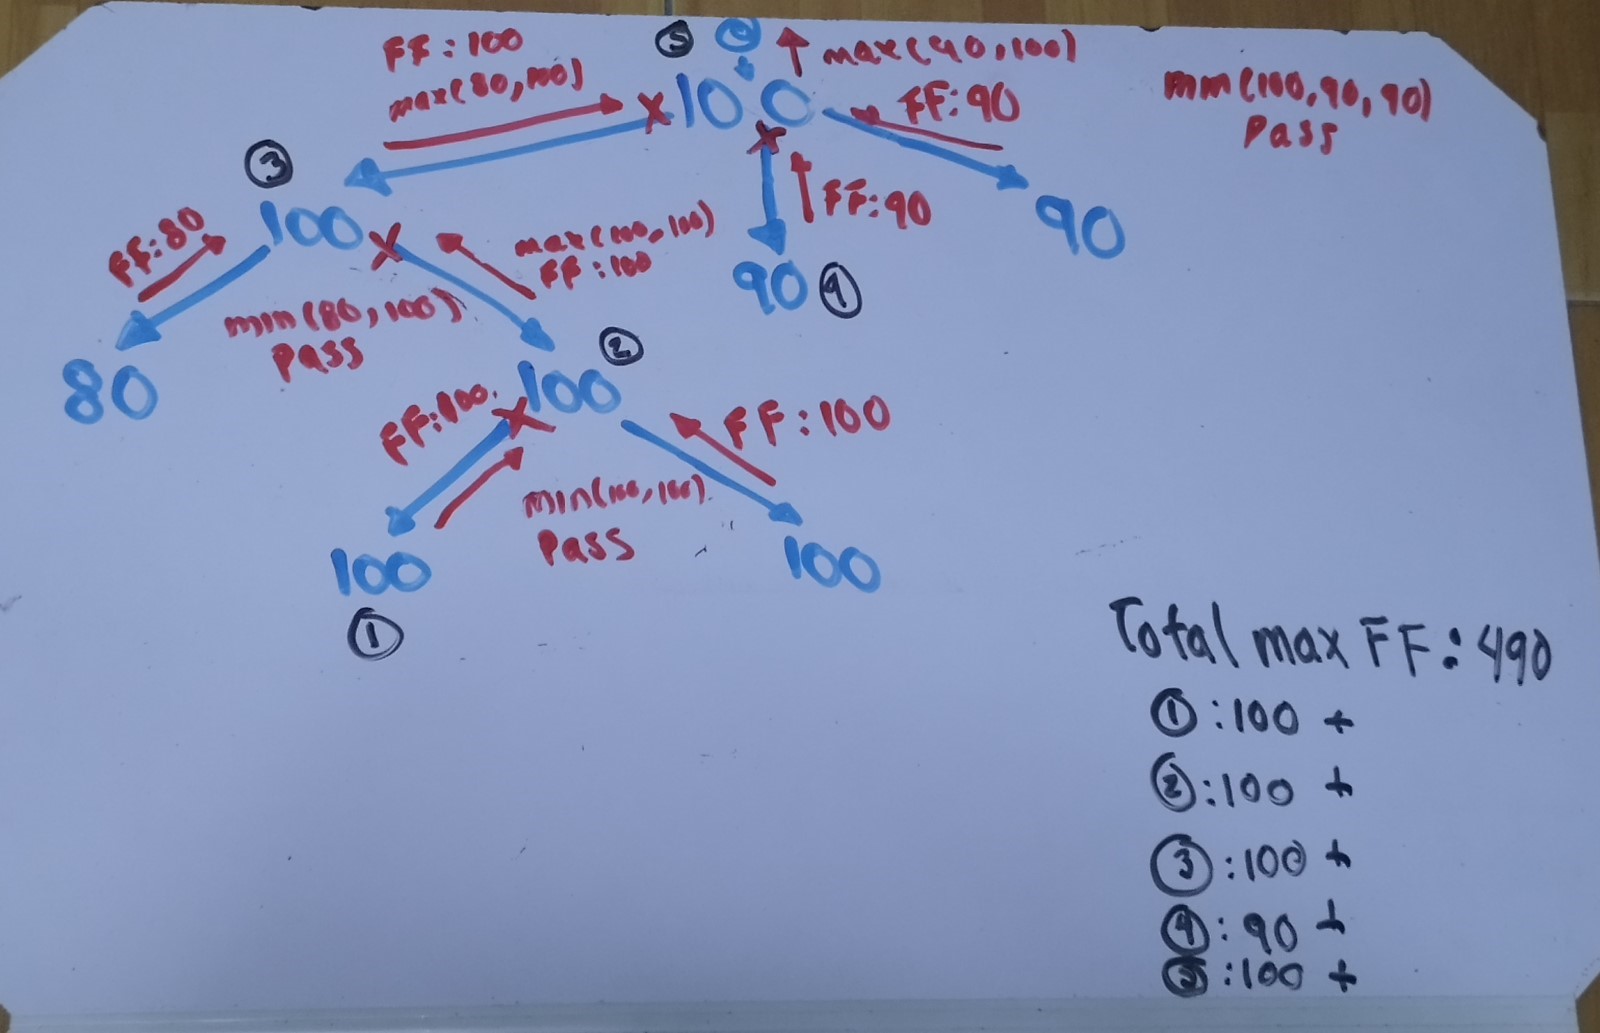 FF : 100
max(80,100)
⑤
max(90,100)
100
FF:90
min(100,90,90)
Pass
③
100
FF:80
max(100,100)
FF :100
FF:90
90
90 ④
min(80,100)
Pass
80
②
100
FF:100.
FF:100
min(100,100)
Pass
100
100
①
Total max FF: 490
①:100 +
②:100 +
③:100 +
④: 90 +
⑤:100 +